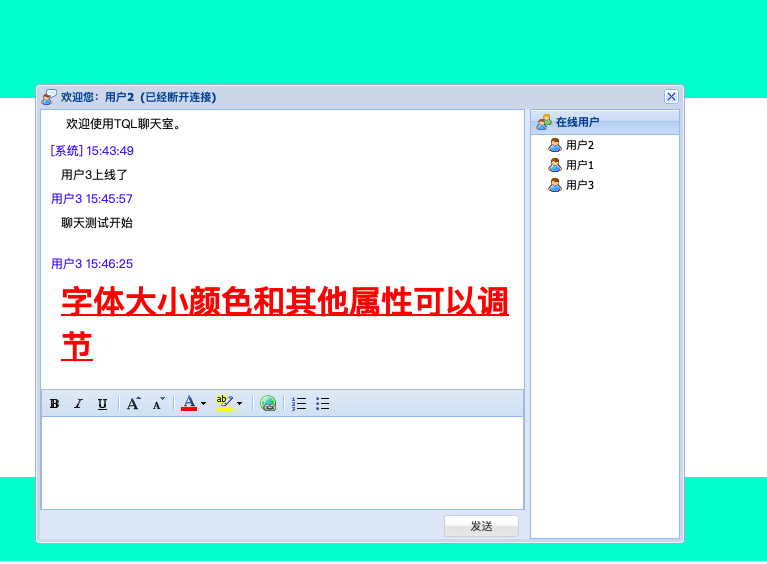 欢迎您：用户2 (已经断开连接)
欢迎使用TQL聊天室。
[系统] 15:43:49
用户3上线了
用户3 15:45:57
聊天测试开始
用户3 15:46:25
字体大小颜色和其他属性可以调
节
B I U A A A ab
发送
在线用户
用户2
用户1
用户3